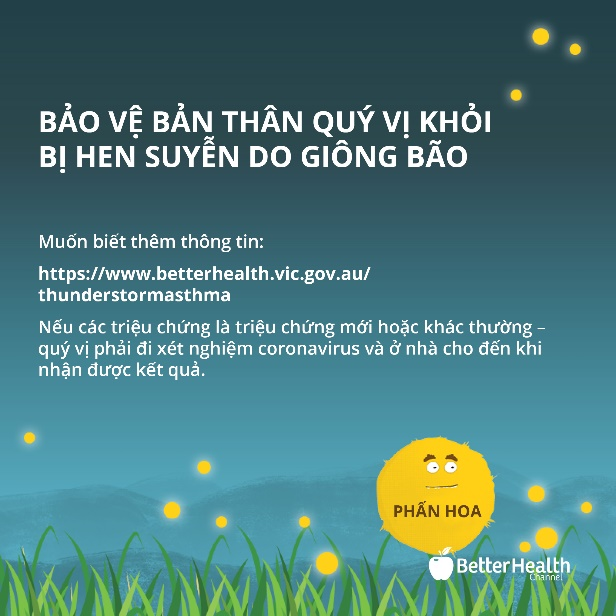 BẢO VỆ BẢN THÂN QUÝ VỊ KHỎI
BỊ HEN SUYỄN DO GIÔNG BÃO
Muốn biết thêm thông tin:
https://www.betterhealth.vic.gov.au/
thunderstormasthma
Nếu các triệu chứng là triệu chứng mới hoặc khác thường –
quý vị phải đi xét nghiệm coronavirus và ở nhà cho đến khi
nhận được kết quả.
PHẤN HOA
BetterHealth
Channel